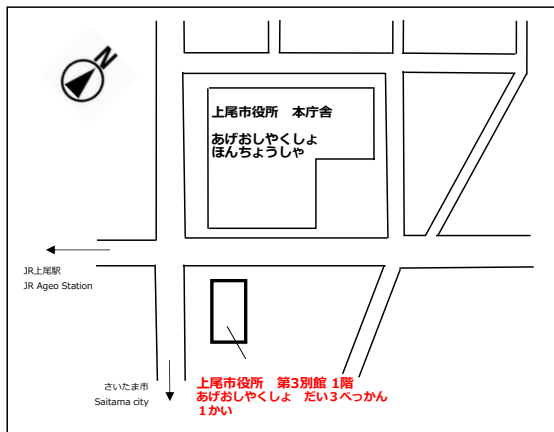 N
上尾市役所　本庁舎
あげおしやくしょ
ほんちょうしゃ
JR上尾駅
JR Ageo Station
さいたま市
Saitama city
上尾市役所　第3別館 1階
あげおしやくしょ　だい３べっかん
１かい